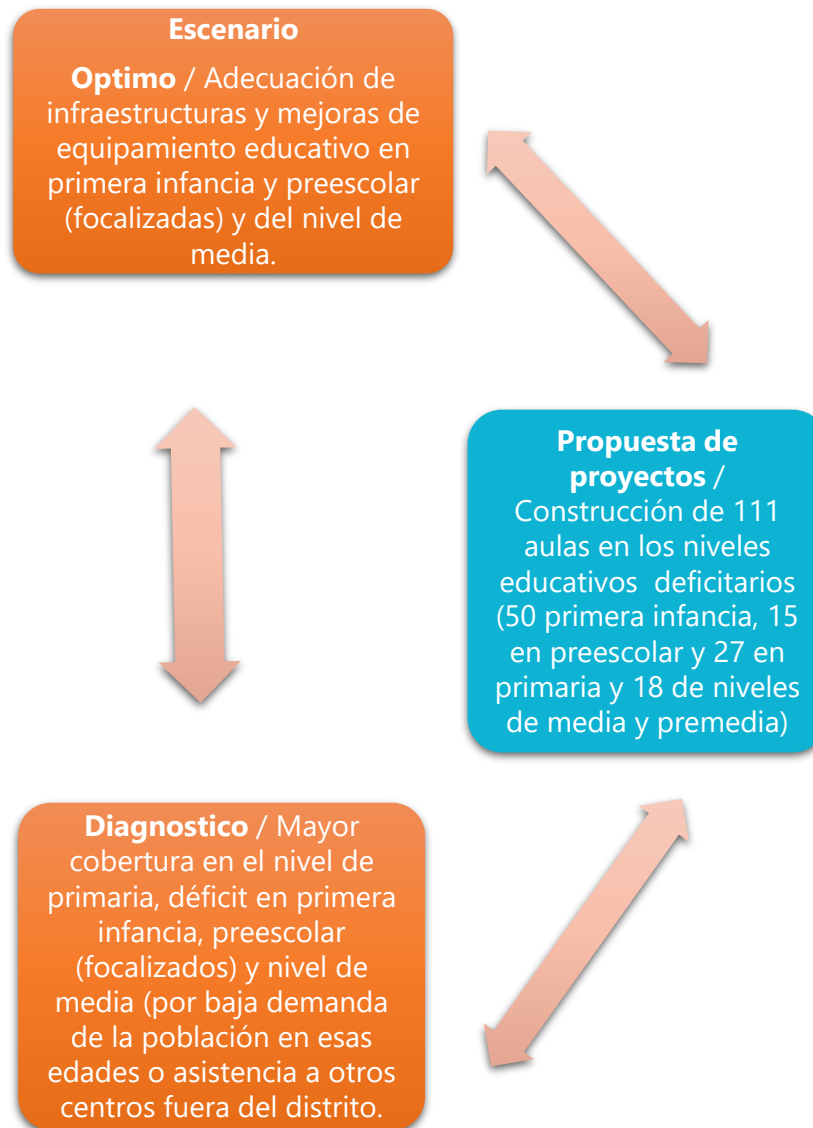 Escenario
Optimo / Adecuación de
infraestructuras y mejoras de
equipamiento educativo en
primera infancia y preescolar
(focalizadas) y del nivel de
media.
Propuesta de
proyectos /
Construcción de 111
aulas en los niveles
educativos deficitarios
(50 primera infancia, 15
en preescolar y 27 en
primaria y 18 de niveles
de media y premedia)
Diagnostico / Mayor
cobertura en el nivel de
primaria, déficit en primera
infancia, preescolar
(focalizados) y nivel de
media (por baja demanda
de la población en esas
edades o asistencia a otros
centros fuera del distrito.